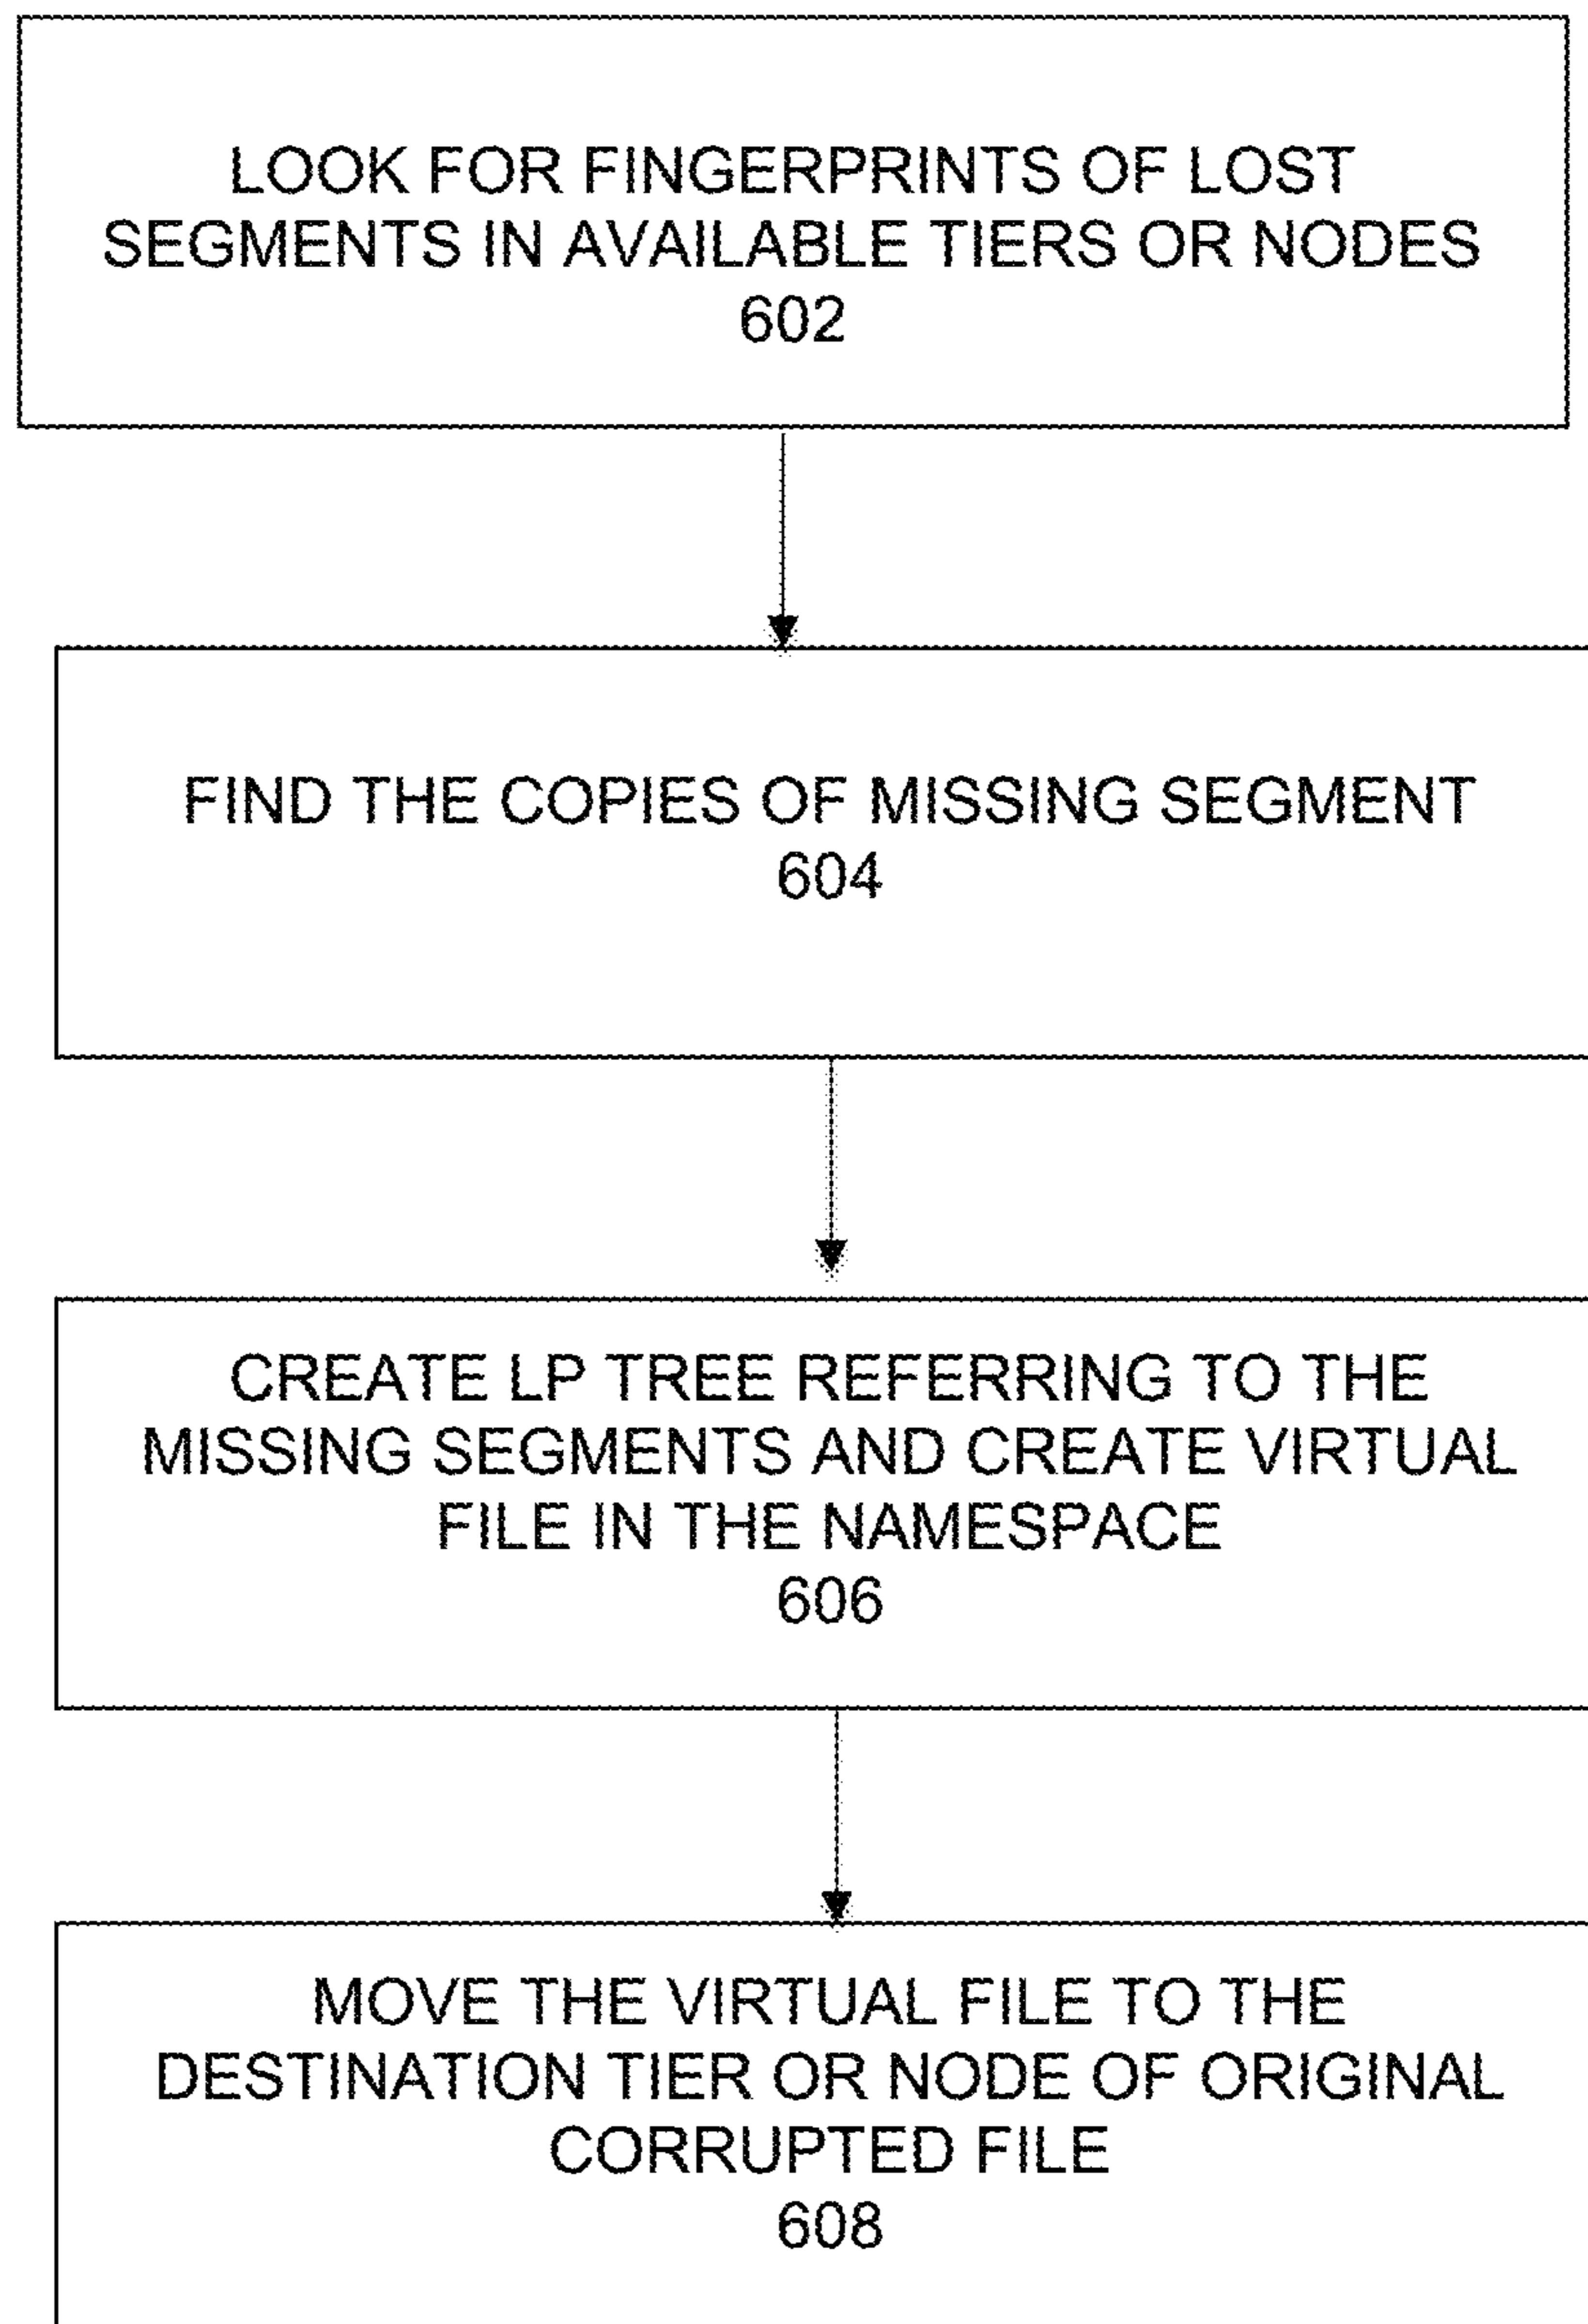 LOOK FOR FINGERPRINTS OF LOST
SEGMENTS IN AVAILABLE TIERS OR NODES
602
FIND THE COPIES OF MISSING SEGMENT
604
CREATE LP TREE REFERRING TO THE
MISSING SEGMENTS AND CREATE VIRTUAL
FILE IN THE NAMESPACE
606
MOVE THE VIRTUAL FILE TO THE
DESTINATION TIER OR NODE OF ORIGINAL
CORRUPTED FILE
608